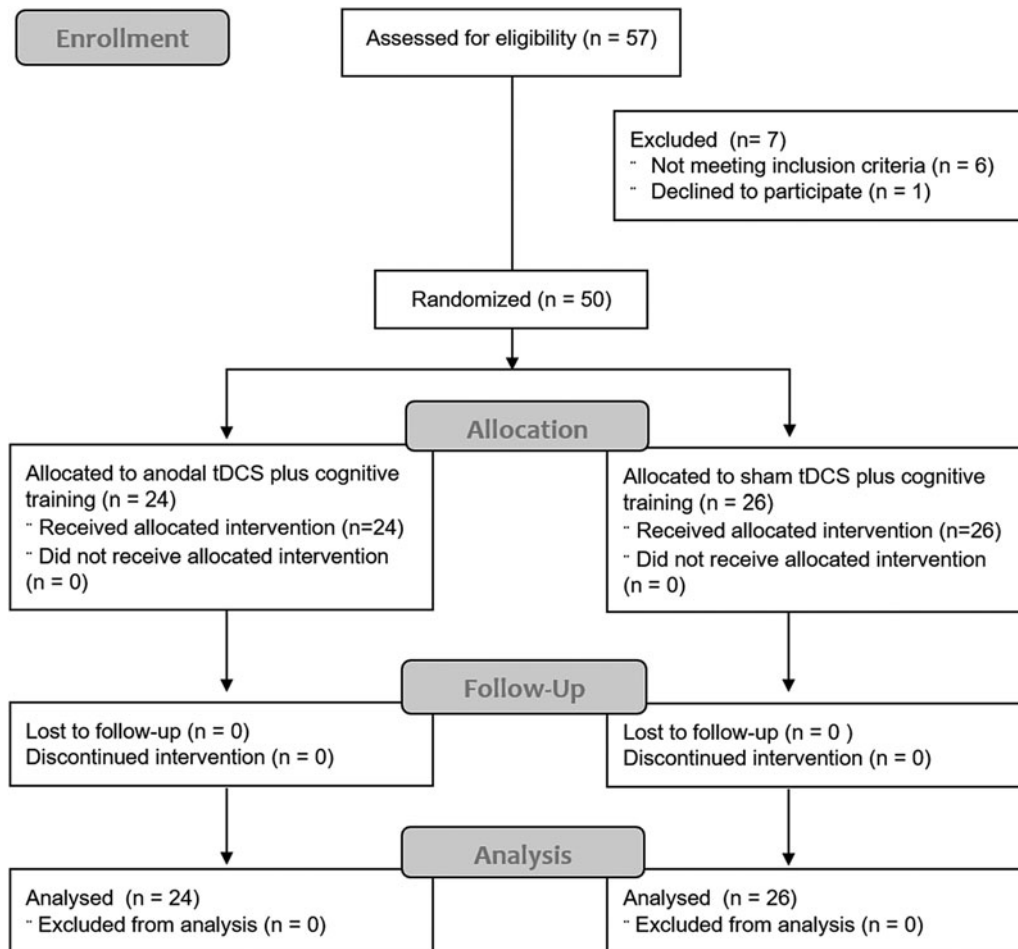 Enrollment
Assessed for eligibility (n = 57)
Excluded (n= 7)
¨ Not meeting inclusion criteria (n = 6)
¨ Declined to participate (n = 1)
Randomized (n = 50)
Allocation
Allocated to anodal tDCS plus cognitive
training (n = 24)
¨ Received allocated intervention (n=24)
¨ Did not receive allocated intervention
(n = 0)
Allocated to sham tDCS plus cognitive
training (n = 26)
¨ Received allocated intervention (n=26)
¨ Did not receive allocated intervention
(n = 0)
Follow-Up
Lost to follow-up (n = 0)
Discontinued intervention (n = 0)
Lost to follow-up (n = 0 )
Discontinued intervention (n = 0)
Analysis
Analysed (n = 24)
¨ Excluded from analysis (n = 0)
Analysed (n = 26)
¨ Excluded from analysis (n = 0)